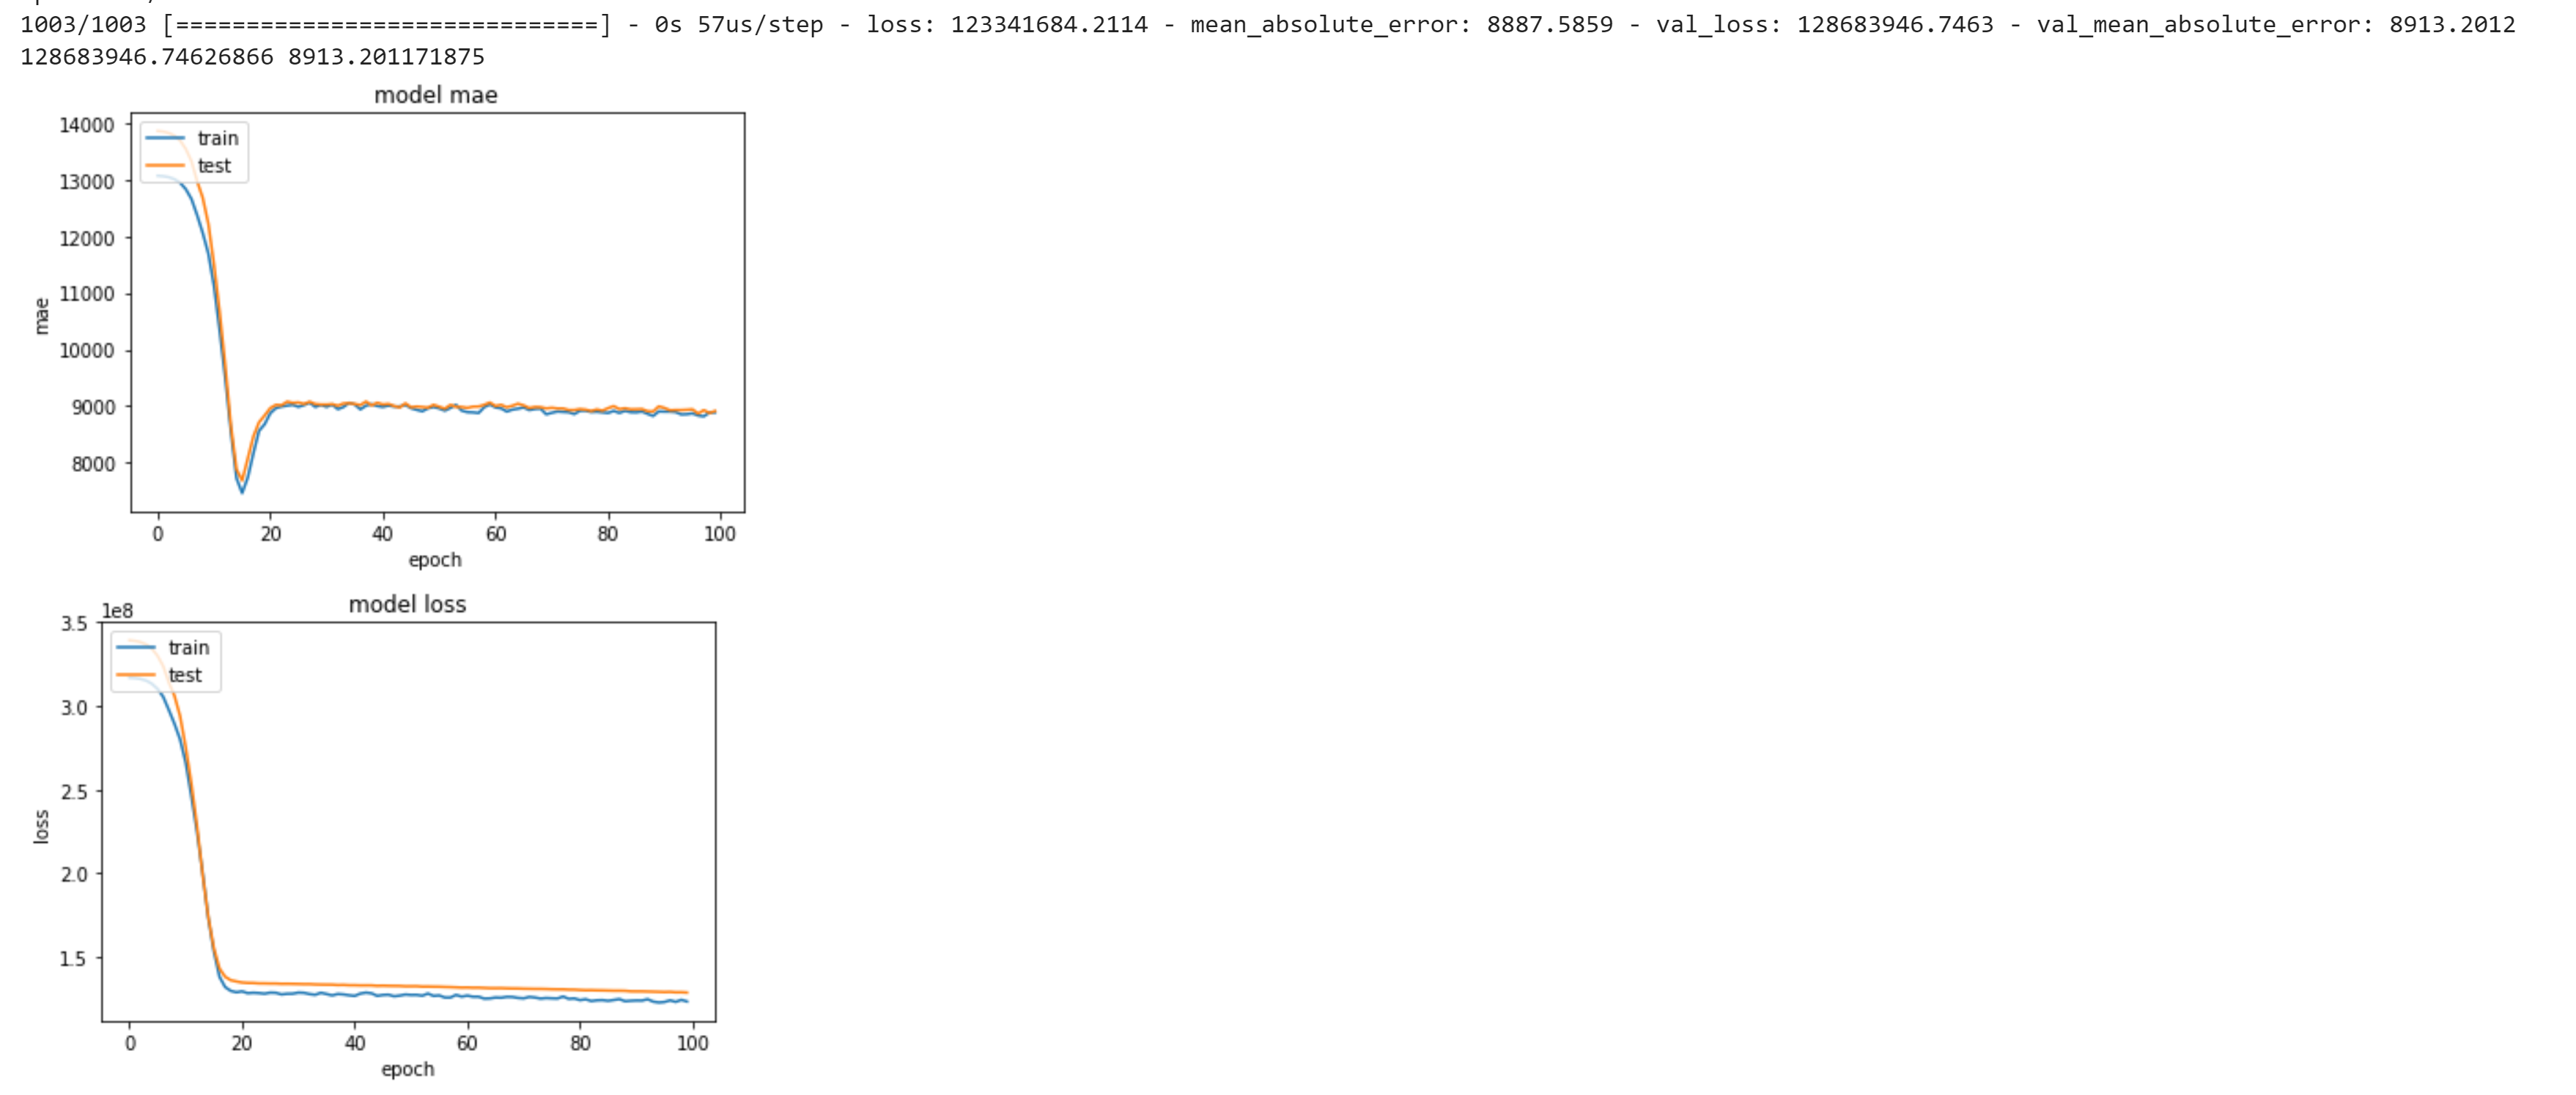 1003/1003 [==============================] - 0s 57us/step - loss: 123341684.2114 - mean_absolute_error: 8887.5859 - val_loss: 128683946.7463 - val_mean_absolute_error: 8913.2012
128683946.74626866 8913.201171875
model mae
14000
train
test
13000
12000
11000
mae
10000
9000
8000
0 20 40 60 80 100
epoch
model loss
1e8
3.5
train
test
3.0
2.5
loss
2.0
1.5
0 20 40 60 80 100
epoch